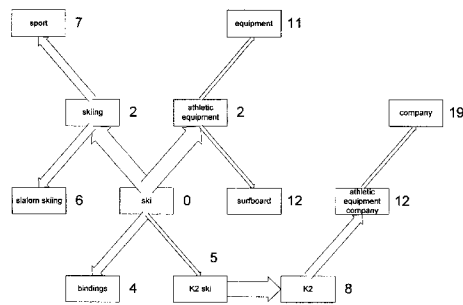 sport 7
equipment 11
skiing 2
athletic
equipment 2
company 19
slalom skiing 6
ski 0
surfboard 12
athletic
equipment
company 12
5
bindings 4
K2 ski
K2 8